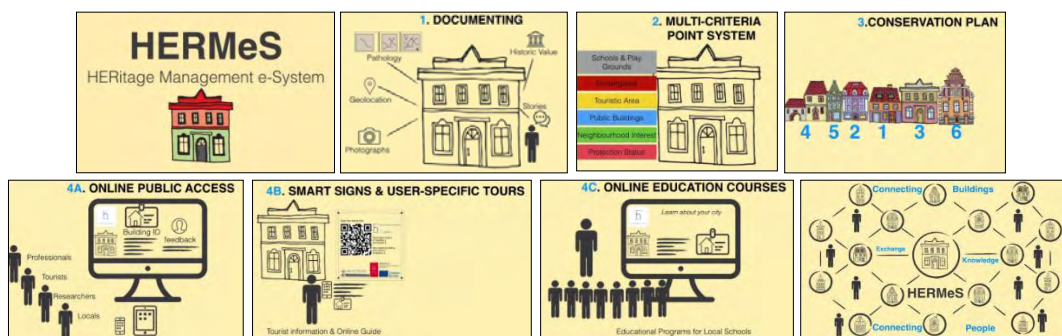 HERMeS
HERitage Management e-System
1. DOCUMENTING
Pathology
Historic Value
Geolocation
Stories
Photographs
2. MULTI-CRITERIA
POINT SYSTEM
Schools & Play
Grounds
Touristic Area
Public Buildings
Neighbourhood Interest
Protection Status
3.CONSERVATION PLAN
4 5 2 1 3 6
4A. ONLINE PUBLIC ACCESS
Building ID
feedback
Professionals
Tourists
Researchers
Locals
4B. SMART SIGNS & USER-SPECIFIC TOURS
Tourist information & Online Guide
4C. ONLINE EDUCATION COURSES
Learn about your city
Educational Programs for Local Schools
Connecting Buildings
Exchange Knowledge
HERMeS
Connecting People